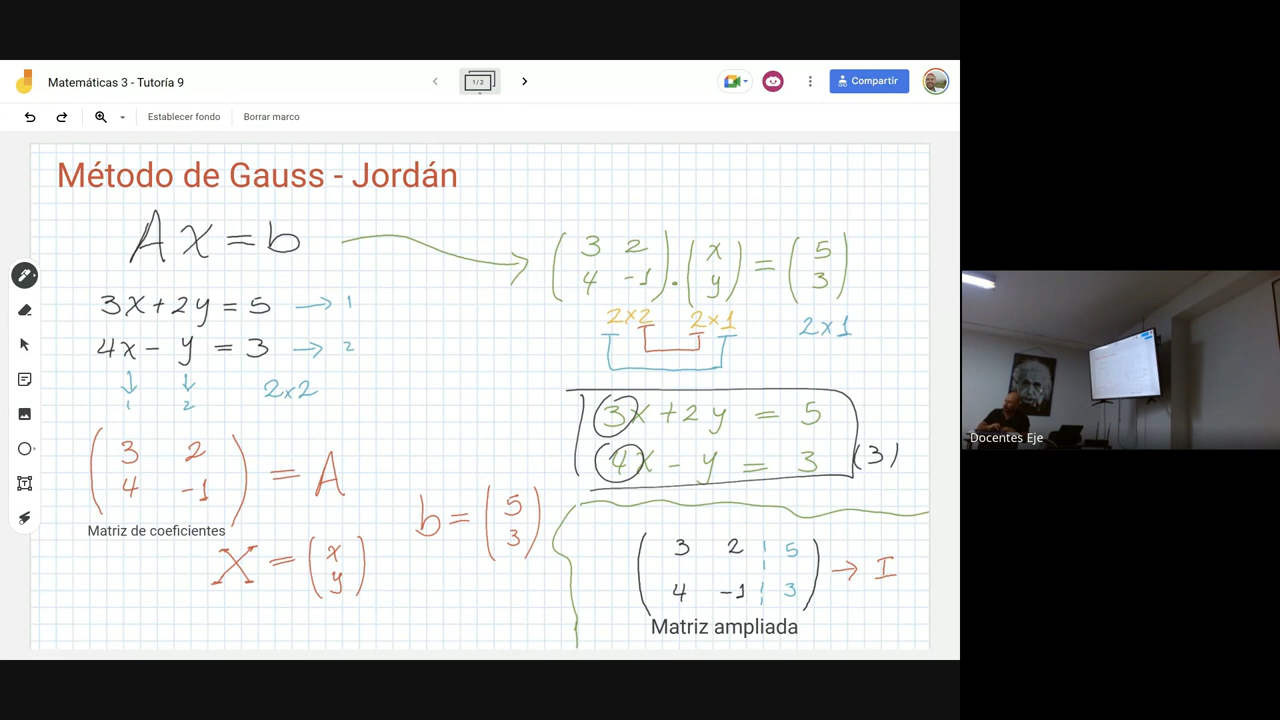 Matemáticas 3 - Tutoría 9
1/2
Compartir
Establecer fondo
Borrar marco
Método de Gauss - Jordán
A X = b
3x + 2y = 5 → 1
4x - y = 3 → 2
↓ ↓ 2x2
1 2
( 3 2
4 -1 ) = A
Matriz de coeficientes
X = ( x
y )
b = ( 5
3 )
( 3 2
4 -1 ) . ( x
y ) = ( 5
3 )
2x2 2x1 2x1
3x + 2y = 5
4x - y = 3 (3)
( 3 2 ¦ 5
4 -1 ¦ 3 ) → I
Matriz ampliada
Docentes Eje